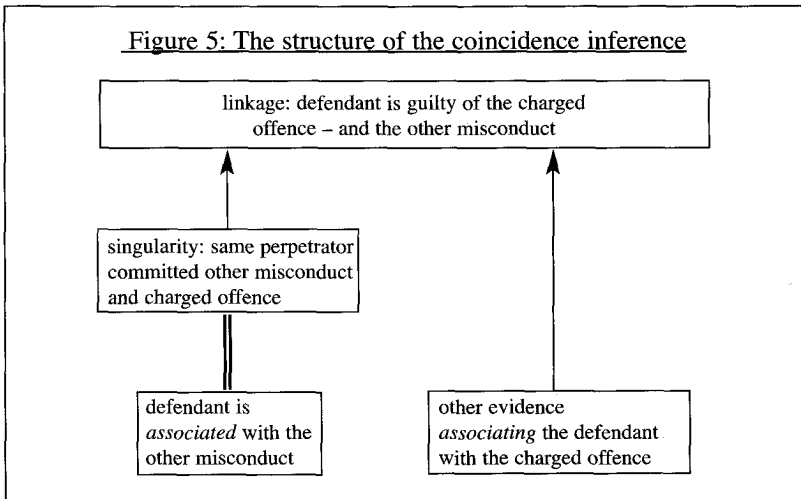 Figure 5: The structure of the coincidence inference
linkage: defendant is guilty of the charged
offence – and the other misconduct
singularity: same perpetrator
committed other misconduct
and charged offence
defendant is
associated with the
other misconduct
other evidence
associating the defendant
with the charged offence